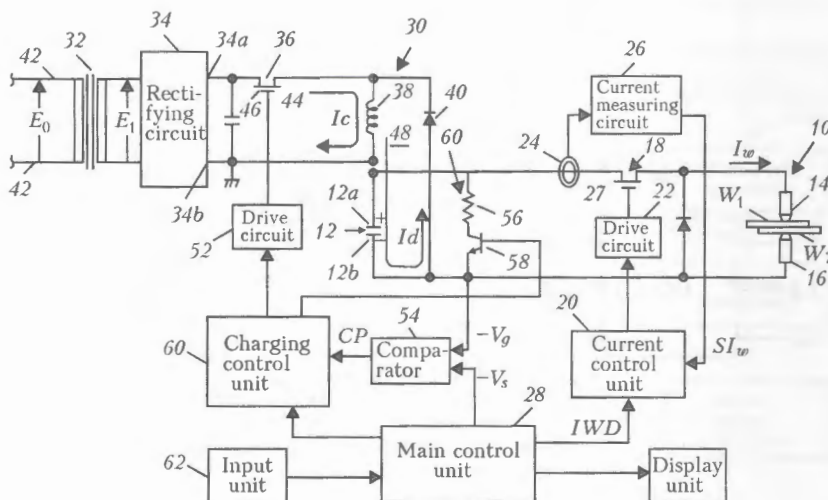 34
34a
36
30
26
42
32
Recti-
fying
circuit
46
44
Ic
38
40
Current
measuring
circuit
E0
E1
48
60
24
18
Iw
10
42
34b
12a
27
22
14
56
W1
52
Drive
circuit
12
+
Id
Drive
circuit
12b
58
16
54
20
CP
-Vg
SIw
60
Charging
control
unit
Compa-
rator
Current
control
unit
-Vs
28
IWD
62
Input
unit
Main control
unit
Display
unit